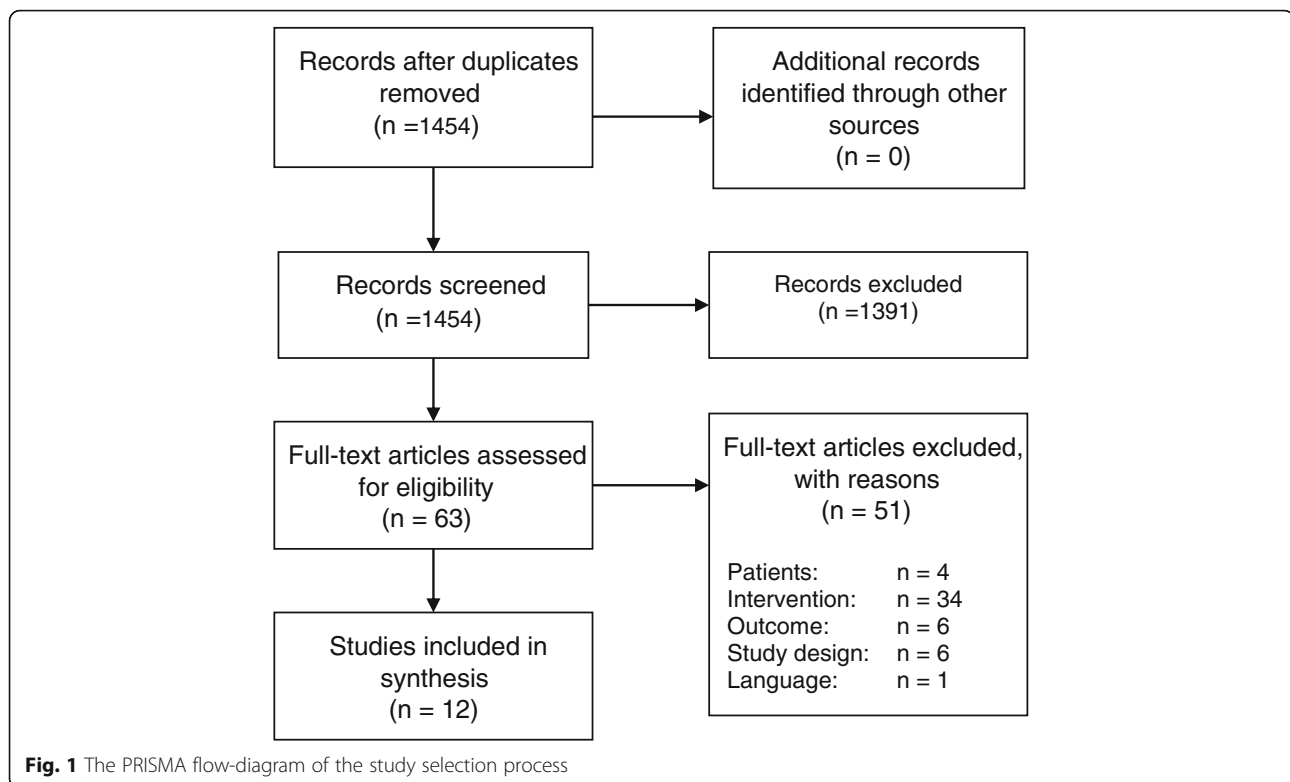 Records after duplicates
removed
(n =1454)
Additional records
identified through other
sources
(n = 0)
Records screened
(n =1454)
Records excluded
(n =1391)
Full-text articles assessed
for eligibility
(n = 63)
Full-text articles excluded,
with reasons
(n = 51)
Patients: n = 4
Intervention: n = 34
Outcome: n = 6
Study design: n = 6
Language: n = 1
Studies included in
synthesis
(n = 12)
Fig. 1 The PRISMA flow-diagram of the study selection process